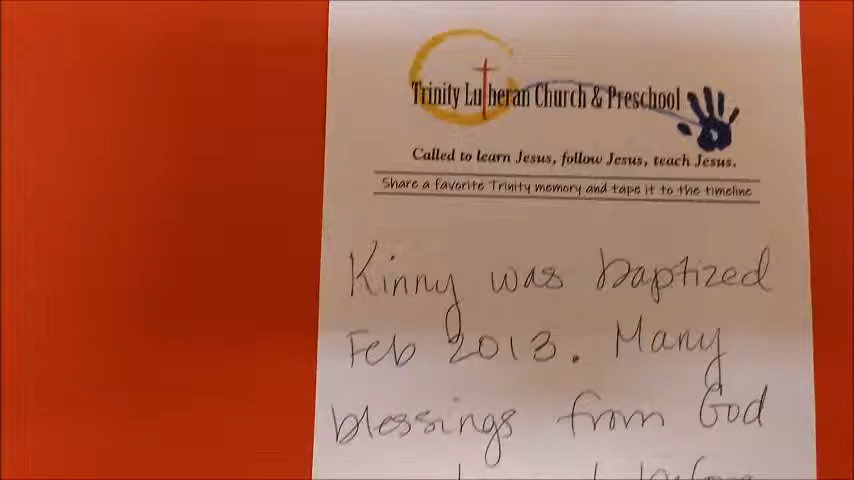 Trinity Lutheran Church & Preschool
Called to learn Jesus, follow Jesus, teach Jesus.
Share a favorite Trinity memory and tape it to the timeline
Kinny was baptized
Feb 2013. Many
blessings from God
before